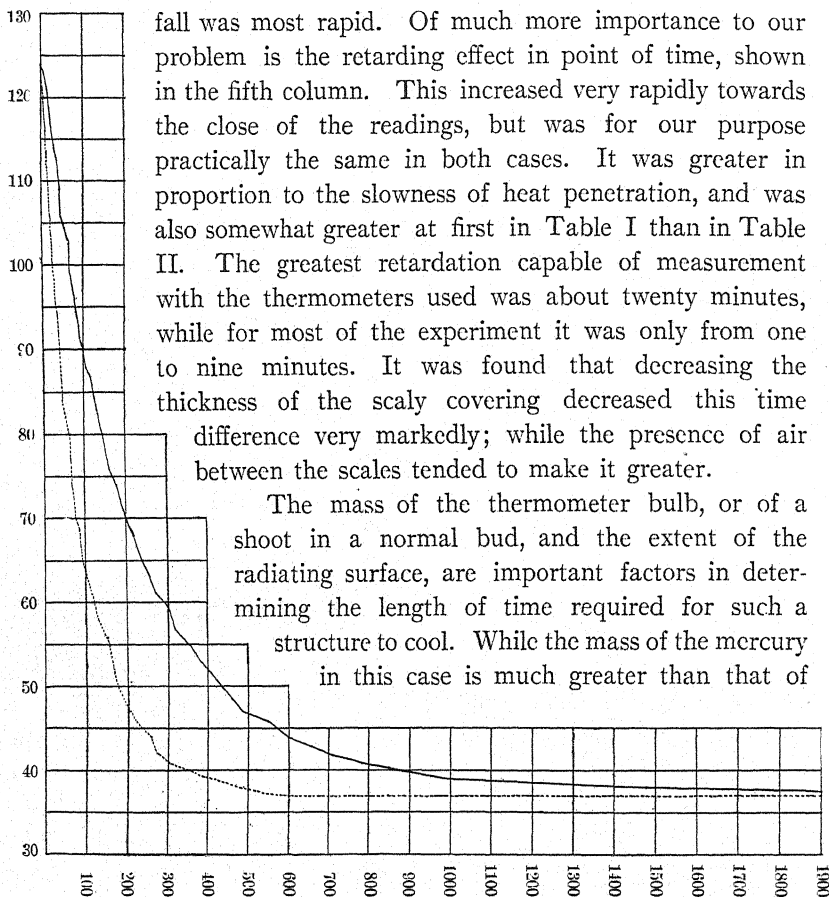 130
120
110
100
90
80
70
60
50
40
30
fall was most rapid. Of much more importance to our
problem is the retarding effect in point of time, shown
in the fifth column. This increased very rapidly towards
the close of the readings, but was for our purpose
practically the same in both cases. It was greater in
proportion to the slowness of heat penetration, and was
also somewhat greater at first in Table I than in Table
II. The greatest retardation capable of measurement
with the thermometers used was about twenty minutes,
while for most of the experiment it was only from one
to nine minutes. It was found that decreasing the
thickness of the scaly covering decreased this time
difference very markedly; while the presence of air
between the scales tended to make it greater.
The mass of the thermometer bulb, or of a
shoot in a normal bud, and the extent of the
radiating surface, are important factors in deter-
mining the length of time required for such a
structure to cool. While the mass of the mercury
in this case is much greater than that of
100
200
300
400
500
600
700
800
900
1000
1100
1200
1300
1400
1500
1600
1700
1800
1900